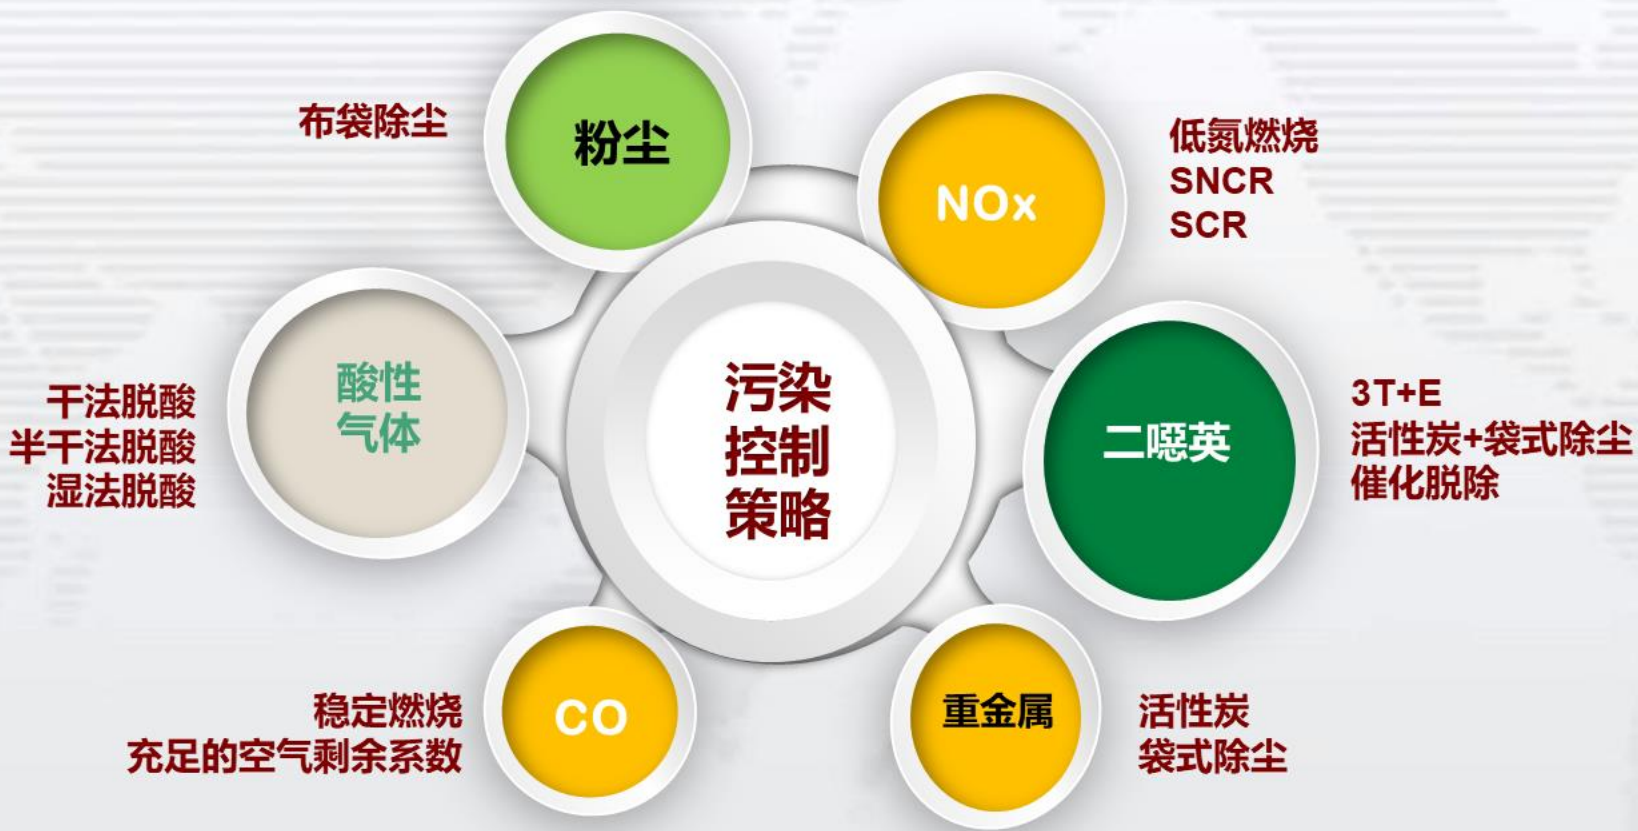 布袋除尘
粉尘
NOx
低氮燃烧
SNCR
SCR
酸性
气体
干法脱酸
半干法脱酸
湿法脱酸
污染
控制
策略
二噁英
3T+E
活性炭+袋式除尘
催化脱除
CO
稳定燃烧
充足的空气剩余系数
重金属
活性炭
袋式除尘